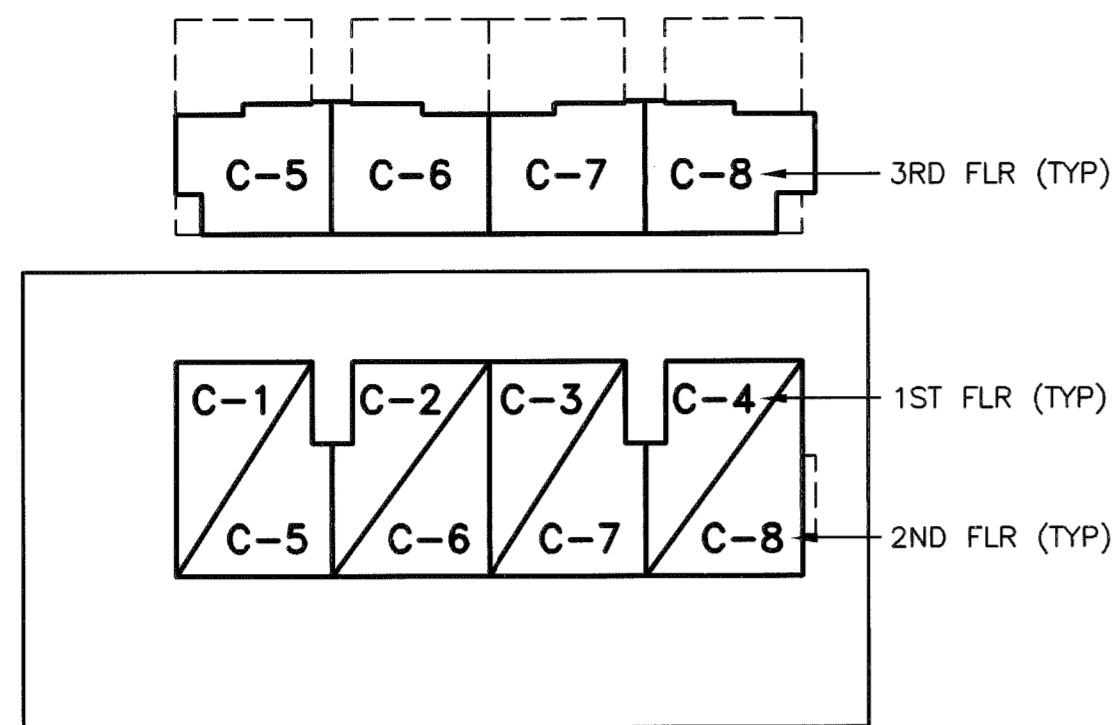 C-5 C-6 C-7 C-8 3RD FLR (TYP)
C-1 C-2 C-3 C-4 1ST FLR (TYP)
C-5 C-6 C-7 C-8 2ND FLR (TYP)